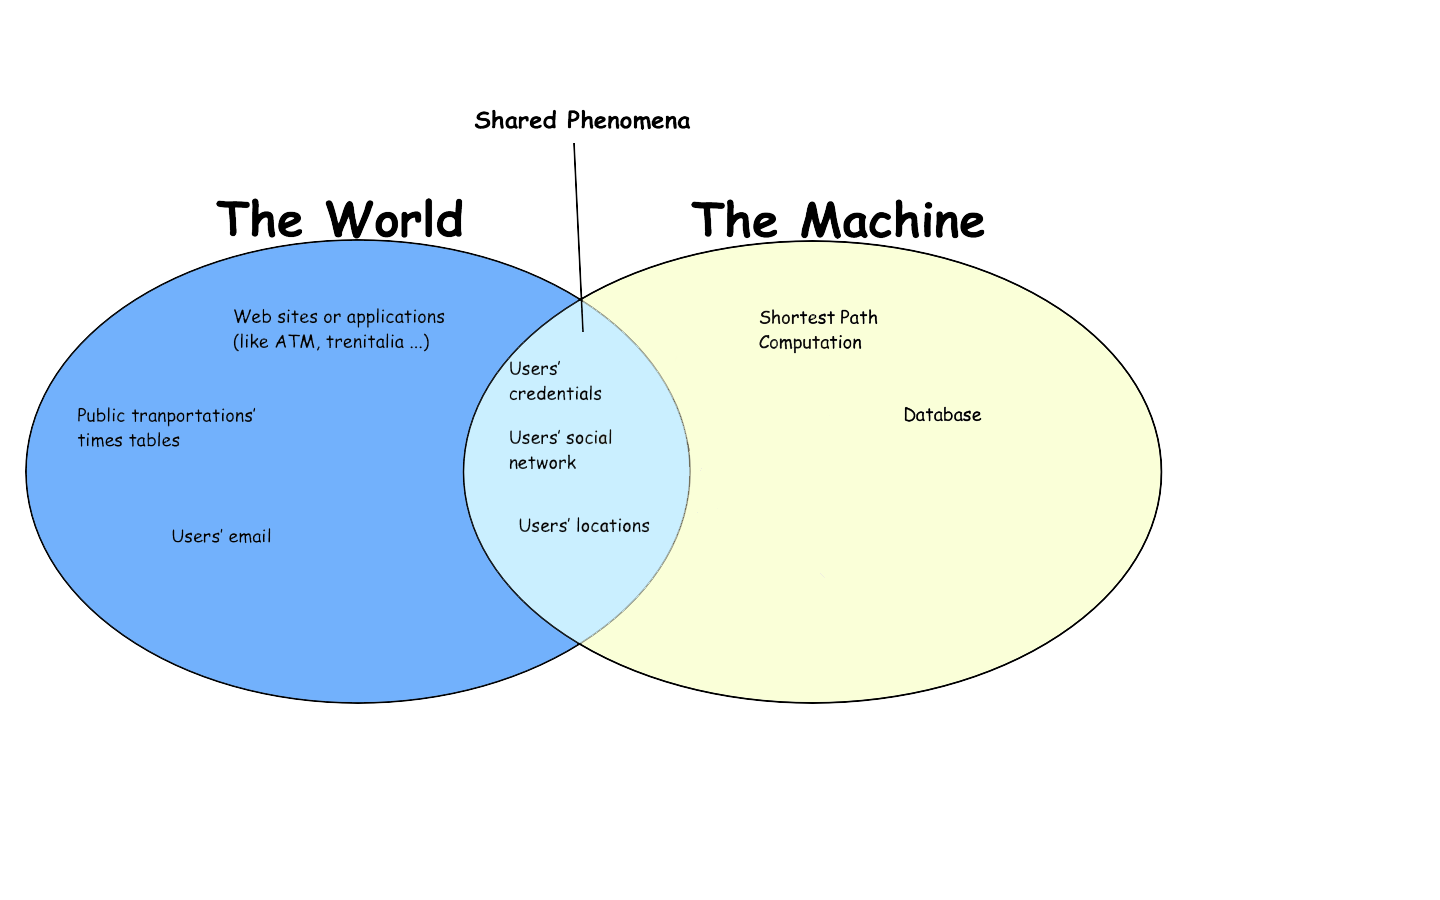 Shared Phenomena
The World
The Machine
Web sites or applications
(like ATM, trenitalia ...)
Public tranportations'
times tables
Users' email
Users'
credentials
Users' social
network
Users' locations
Shortest Path
Computation
Database